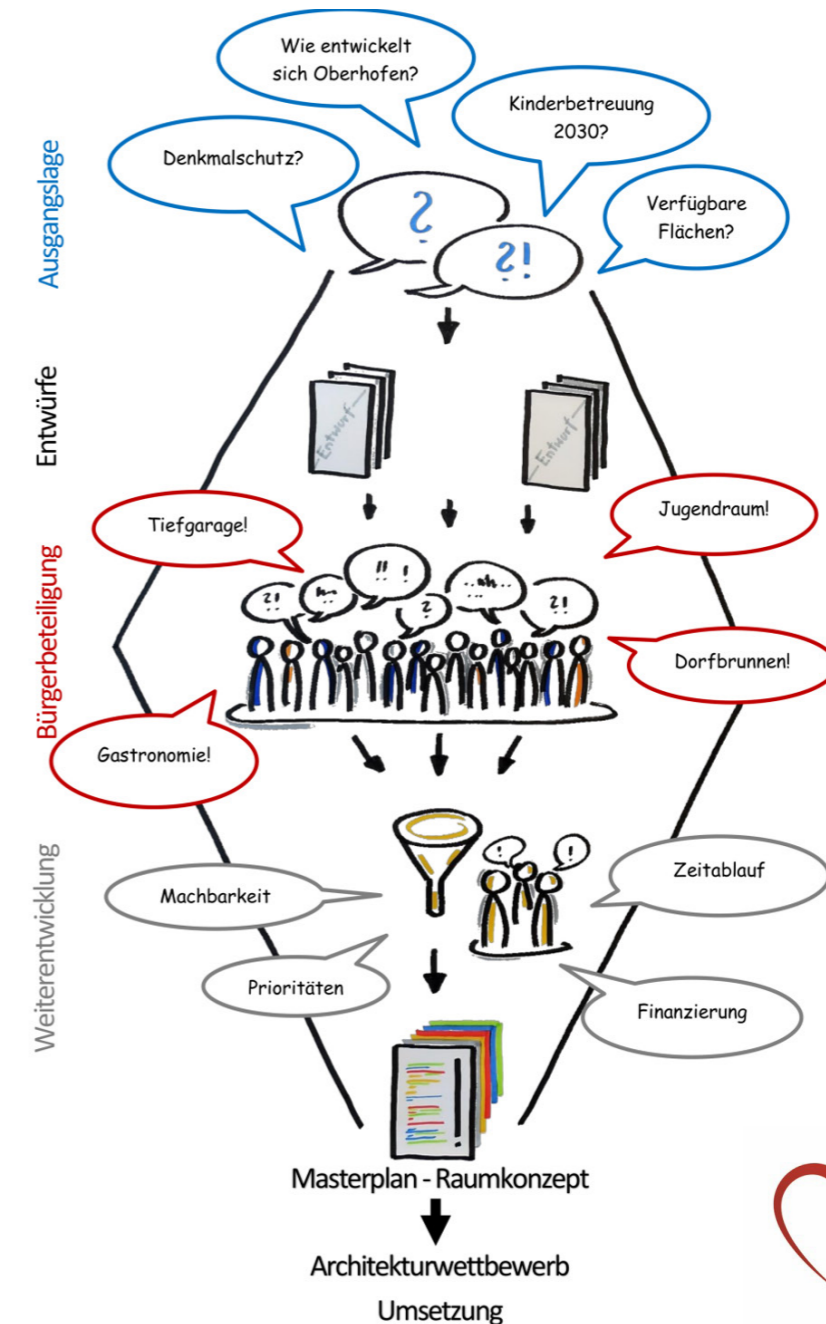 Wie entwickelt
sich Oberhofen?
Kinderbetreuung
2030?
Denkmalschutz?
Verfügbare
Flächen?
Ausgangslage
?
?!
Entwürfe
Entwurf
Entwurf
Bürgerbeteiligung
Tiefgarage!
Jugendraum!
?!
!! !
?
?!
Dorfbrunnen!
Gastronomie!
Weiterentwicklung
!
!
Zeitablauf
Machbarkeit
Prioritäten
Finanzierung
!
Masterplan - Raumkonzept
Architekturwettbewerb
Umsetzung